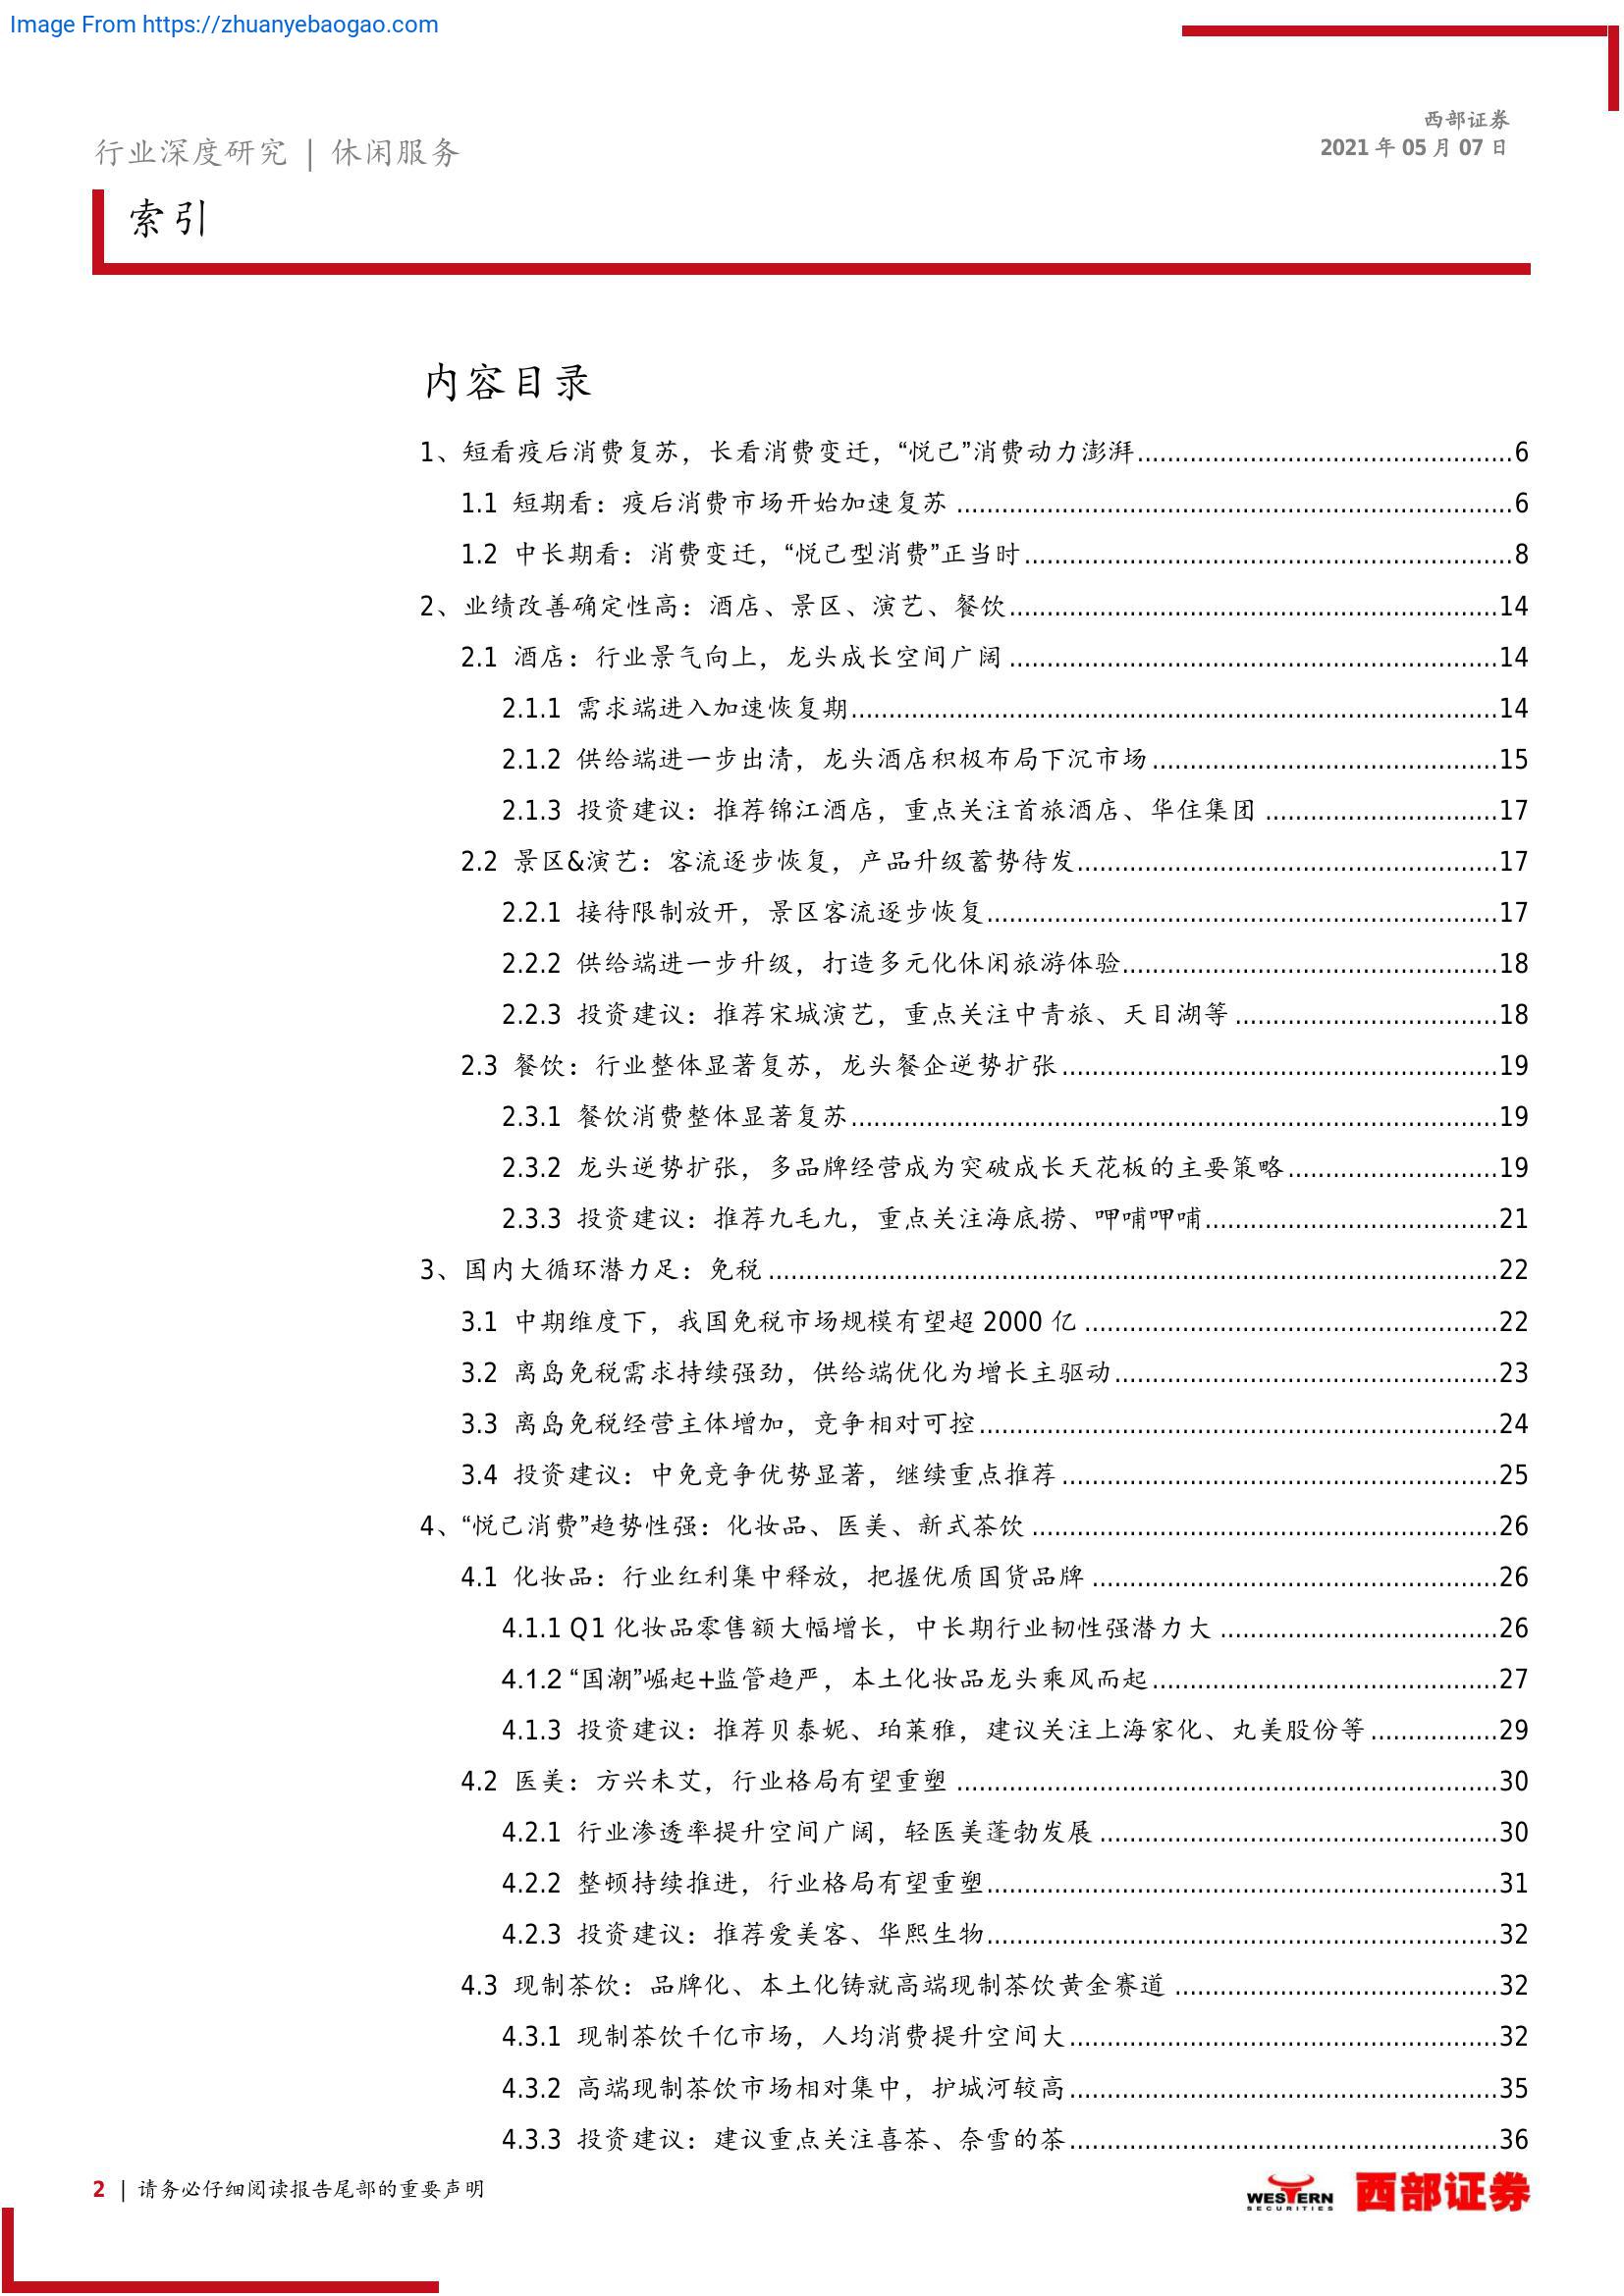 Image From https://zhuanyebaogao.com
西部证券
2021 年 05 月 07 日
行业深度研究 | 休闲服务
索引
内容目录
1、短看疫后消费复苏，长看消费变迁，“悦己”消费动力澎湃..................................................6
1.1 短期看：疫后消费市场开始加速复苏 ..........................................................................6
1.2 中长期看：消费变迁，“悦己型消费”正当时.................................................................8
2、业绩改善确定性高：酒店、景区、演艺、餐饮.................................................................14
2.1 酒店：行业景气向上，龙头成长空间广阔 .................................................................14
2.1.1 需求端进入加速恢复期......................................................................................14
2.1.2 供给端进一步出清，龙头酒店积极布局下沉市场..............................................15
2.1.3 投资建议：推荐锦江酒店，重点关注首旅酒店、华住集团 ...............................17
2.2 景区&演艺：客流逐步恢复，产品升级蓄势待发........................................................17
2.2.1 接待限制放开，景区客流逐步恢复....................................................................17
2.2.2 供给端进一步升级，打造多元化休闲旅游体验..................................................18
2.2.3 投资建议：推荐宋城演艺，重点关注中青旅、天目湖等...................................18
2.3 餐饮：行业整体显著复苏，龙头餐企逆势扩张..........................................................19
2.3.1 餐饮消费整体显著复苏......................................................................................19
2.3.2 龙头逆势扩张，多品牌经营成为突破成长天花板的主要策略............................19
2.3.3 投资建议：推荐九毛九，重点关注海底捞、呷哺呷哺.......................................21
3、国内大循环潜力足：免税 .................................................................................................22
3.1 中期维度下，我国免税市场规模有望超 2000 亿 .......................................................22
3.2 离岛免税需求持续强劲，供给端优化为增长主驱动...................................................23
3.3 离岛免税经营主体增加，竞争相对可控.....................................................................24
3.4 投资建议：中免竞争优势显著，继续重点推荐..........................................................25
4、“悦己消费”趋势性强：化妆品、医美、新式茶饮 ..............................................................26
4.1 化妆品：行业红利集中释放，把握优质国货品牌 ......................................................26
4.1.1 Q1 化妆品零售额大幅增长，中长期行业韧性强潜力大 .....................................26
4.1.2 “国潮”崛起+监管趋严，本土化妆品龙头乘风而起..............................................27
4.1.3 投资建议：推荐贝泰妮、珀莱雅，建议关注上海家化、丸美股份等.................29
4.2 医美：方兴未艾，行业格局有望重塑 ........................................................................30
4.2.1 行业渗透率提升空间广阔，轻医美蓬勃发展.....................................................30
4.2.2 整顿持续推进，行业格局有望重塑....................................................................31
4.2.3 投资建议：推荐爱美客、华熙生物....................................................................32
4.3 现制茶饮：品牌化、本土化铸就高端现制茶饮黄金赛道 ...........................................32
4.3.1 现制茶饮千亿市场，人均消费提升空间大.........................................................32
4.3.2 高端现制茶饮市场相对集中，护城河较高.........................................................35
4.3.3 投资建议：建议重点关注喜茶、奈雪的茶.........................................................36
2 | 请务必仔细阅读报告尾部的重要声明
WESTERN
SECURITIES
西部证券